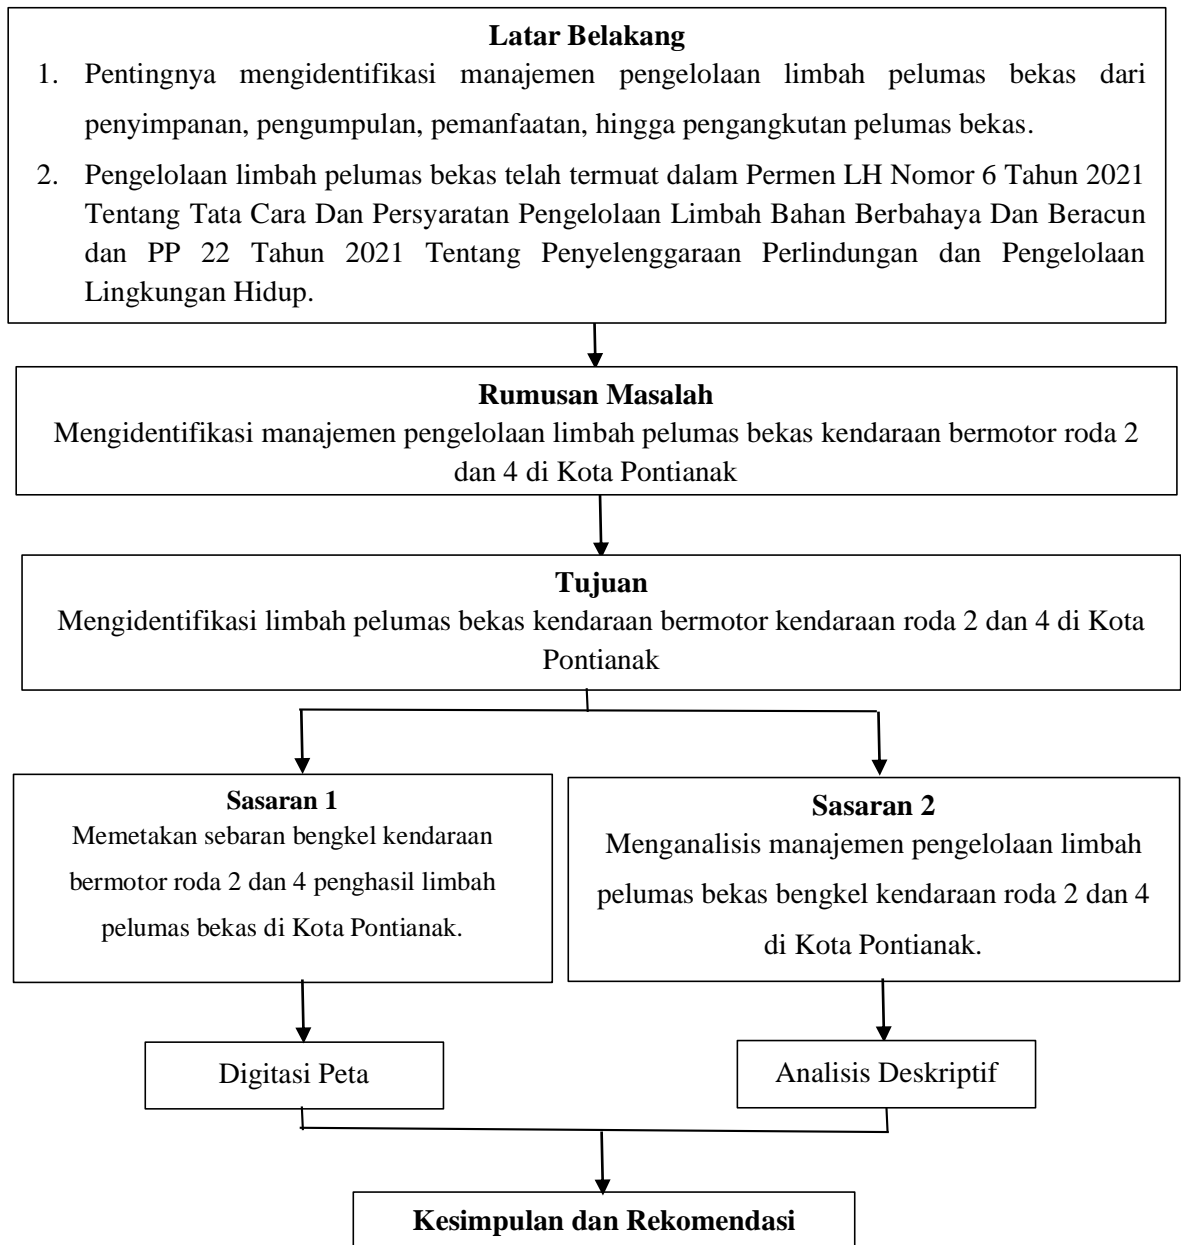 Latar Belakang
1. Pentingnya mengidentifikasi manajemen pengelolaan limbah pelumas bekas dari
penyimpanan, pengumpulan, pemanfaatan, hingga pengangkutan pelumas bekas.
2. Pengelolaan limbah pelumas bekas telah termuat dalam Permen LH Nomor 6 Tahun 2021
Tentang Tata Cara Dan Persyaratan Pengelolaan Limbah Bahan Berbahaya Dan Beracun
dan PP 22 Tahun 2021 Tentang Penyelenggaraan Perlindungan dan Pengelolaan
Lingkungan Hidup.
Rumusan Masalah
Mengidentifikasi manajemen pengelolaan limbah pelumas bekas kendaraan bermotor roda 2
dan 4 di Kota Pontianak
Tujuan
Mengidentifikasi limbah pelumas bekas kendaraan bermotor kendaraan roda 2 dan 4 di Kota
Pontianak
Sasaran 1
Memetakan sebaran bengkel kendaraan
bermotor roda 2 dan 4 penghasil limbah
pelumas bekas di Kota Pontianak.
Sasaran 2
Menganalisis manajemen pengelolaan limbah
pelumas bekas bengkel kendaraan roda 2 dan 4
di Kota Pontianak.
Digitasi Peta
Analisis Deskriptif
Kesimpulan dan Rekomendasi